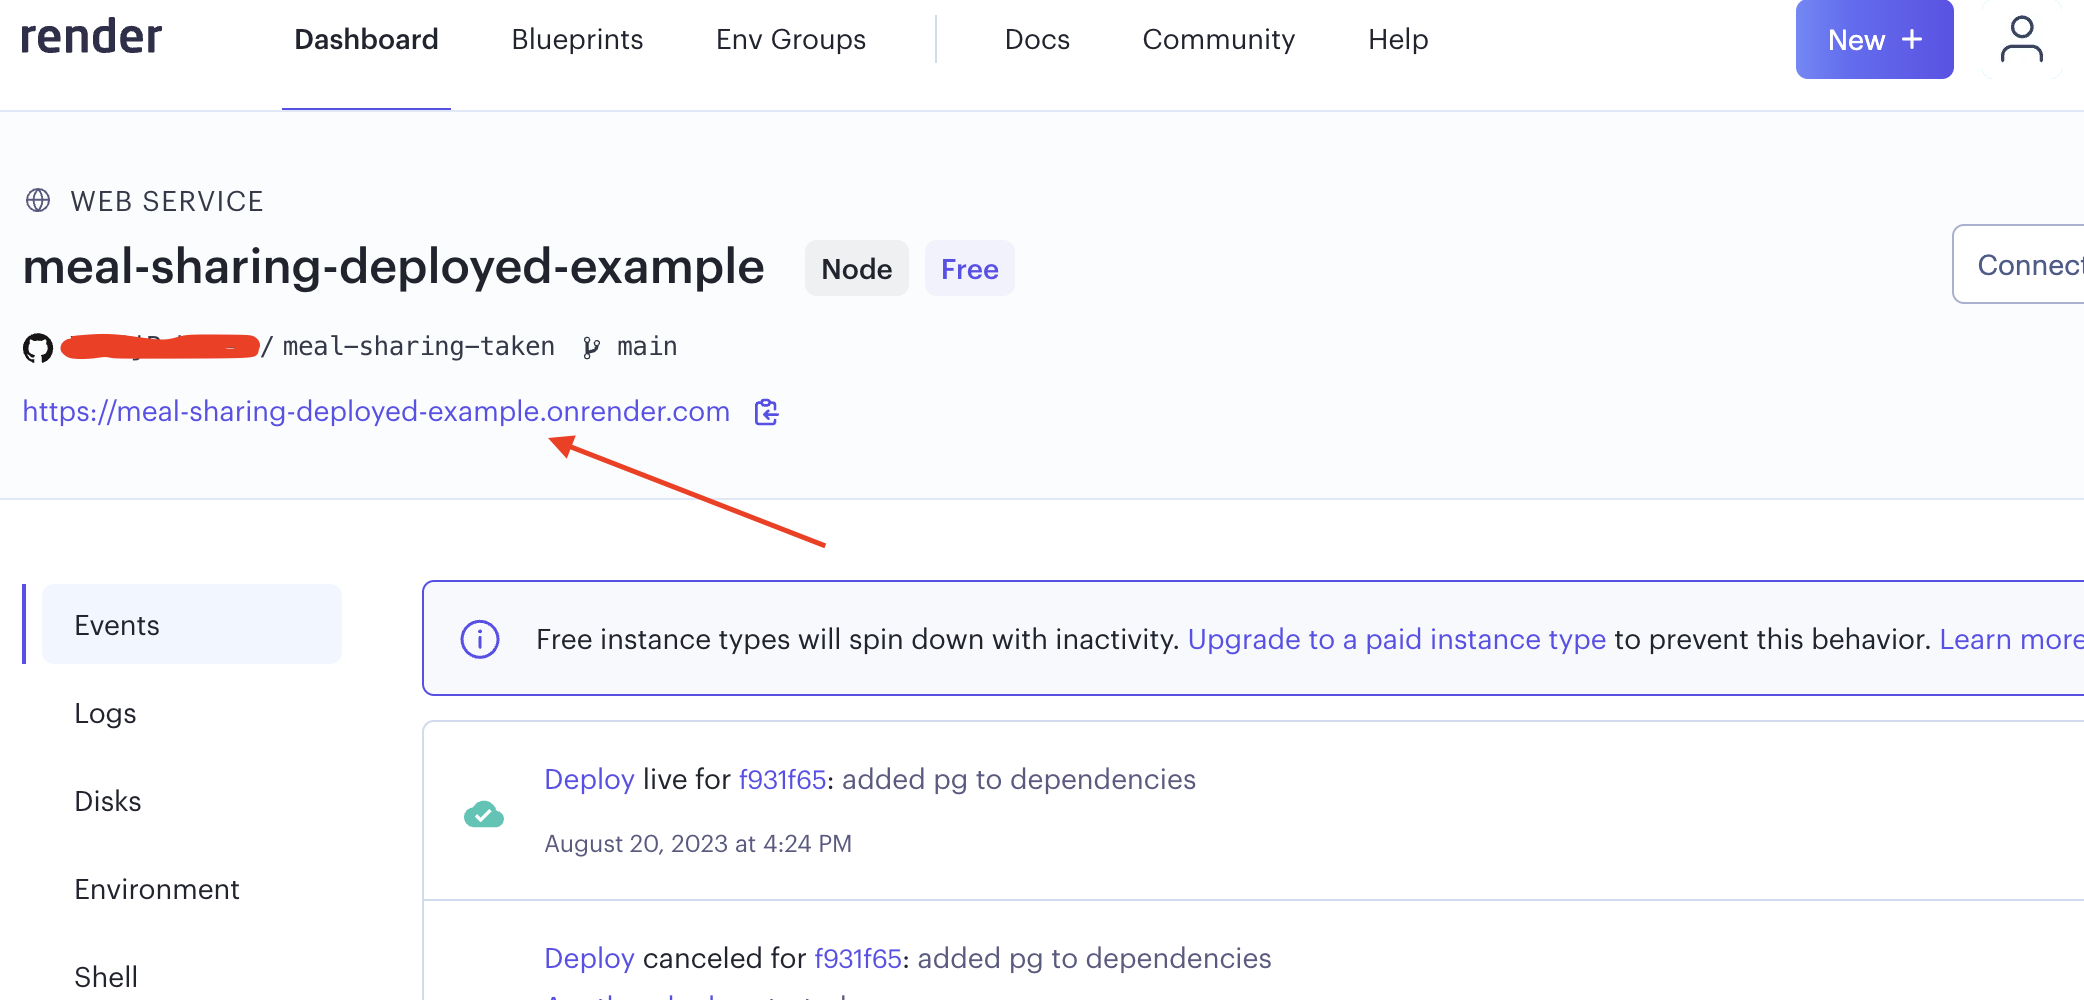 render
Dashboard Blueprints Env Groups Docs Community Help New +
WEB SERVICE
meal-sharing-deployed-example Node Free
Connect
/ meal-sharing-taken main
https://meal-sharing-deployed-example.onrender.com
Events
Free instance types will spin down with inactivity. Upgrade to a paid instance type to prevent this behavior. Learn more
Logs
Deploy live for f931f65: added pg to dependencies
Disks
August 20, 2023 at 4:24 PM
Environment
Deploy canceled for f931f65: added pg to dependencies
Shell